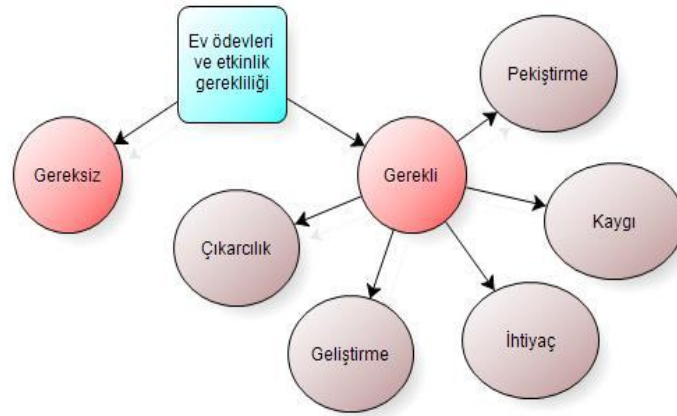 Ev ödevleri
ve etkinlik
gerekliliği
Pekiştirme
Gereksiz
Gerekli
Kaygı
Çıkarcılık
İhtiyaç
Geliştirme